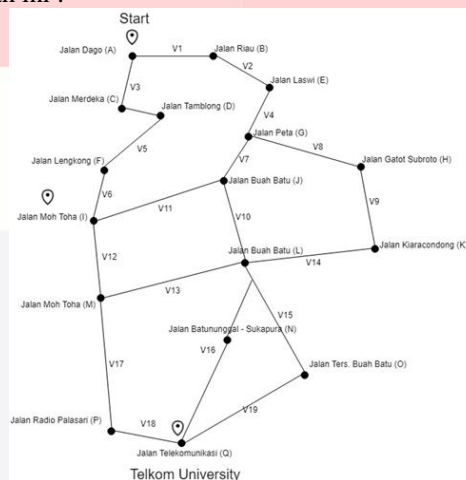 Start
Jalan Dago (A)
V1
Jalan Riau (B)
V2
V3
Jalan Laswi (E)
Jalan Merdeka (C)
Jalan Tamblong (D)
V4
Jalan Peta (G)
V5
V8
Jalan Lengkong (F)
V7
Jalan Gatot Subroto (H)
V6
Jalan Buah Batu (J)
V11
V9
Jalan Moh Toha (I)
V10
Jalan Buah Batu (L)
Jalan Kiaracondong (K)
V12
V14
V13
Jalan Moh Toha (M)
V15
Jalan Batununggal - Sukapura (N)
V16
V17
Jalan Ters. Buah Batu (O)
V19
Jalan Radio Palasari (P)
V18
Jalan Telekomunikasi (Q)
Telkom University